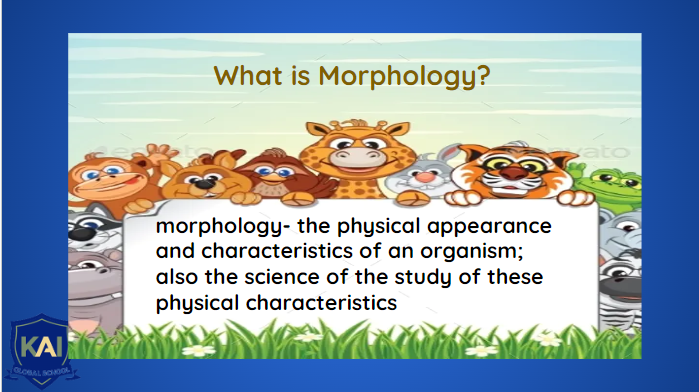 What is Morphology?
envato
morphology- the physical appearance
and characteristics of an organism;
also the science of the study of these
physical characteristics
KAI
GLOBAL SCHOOL